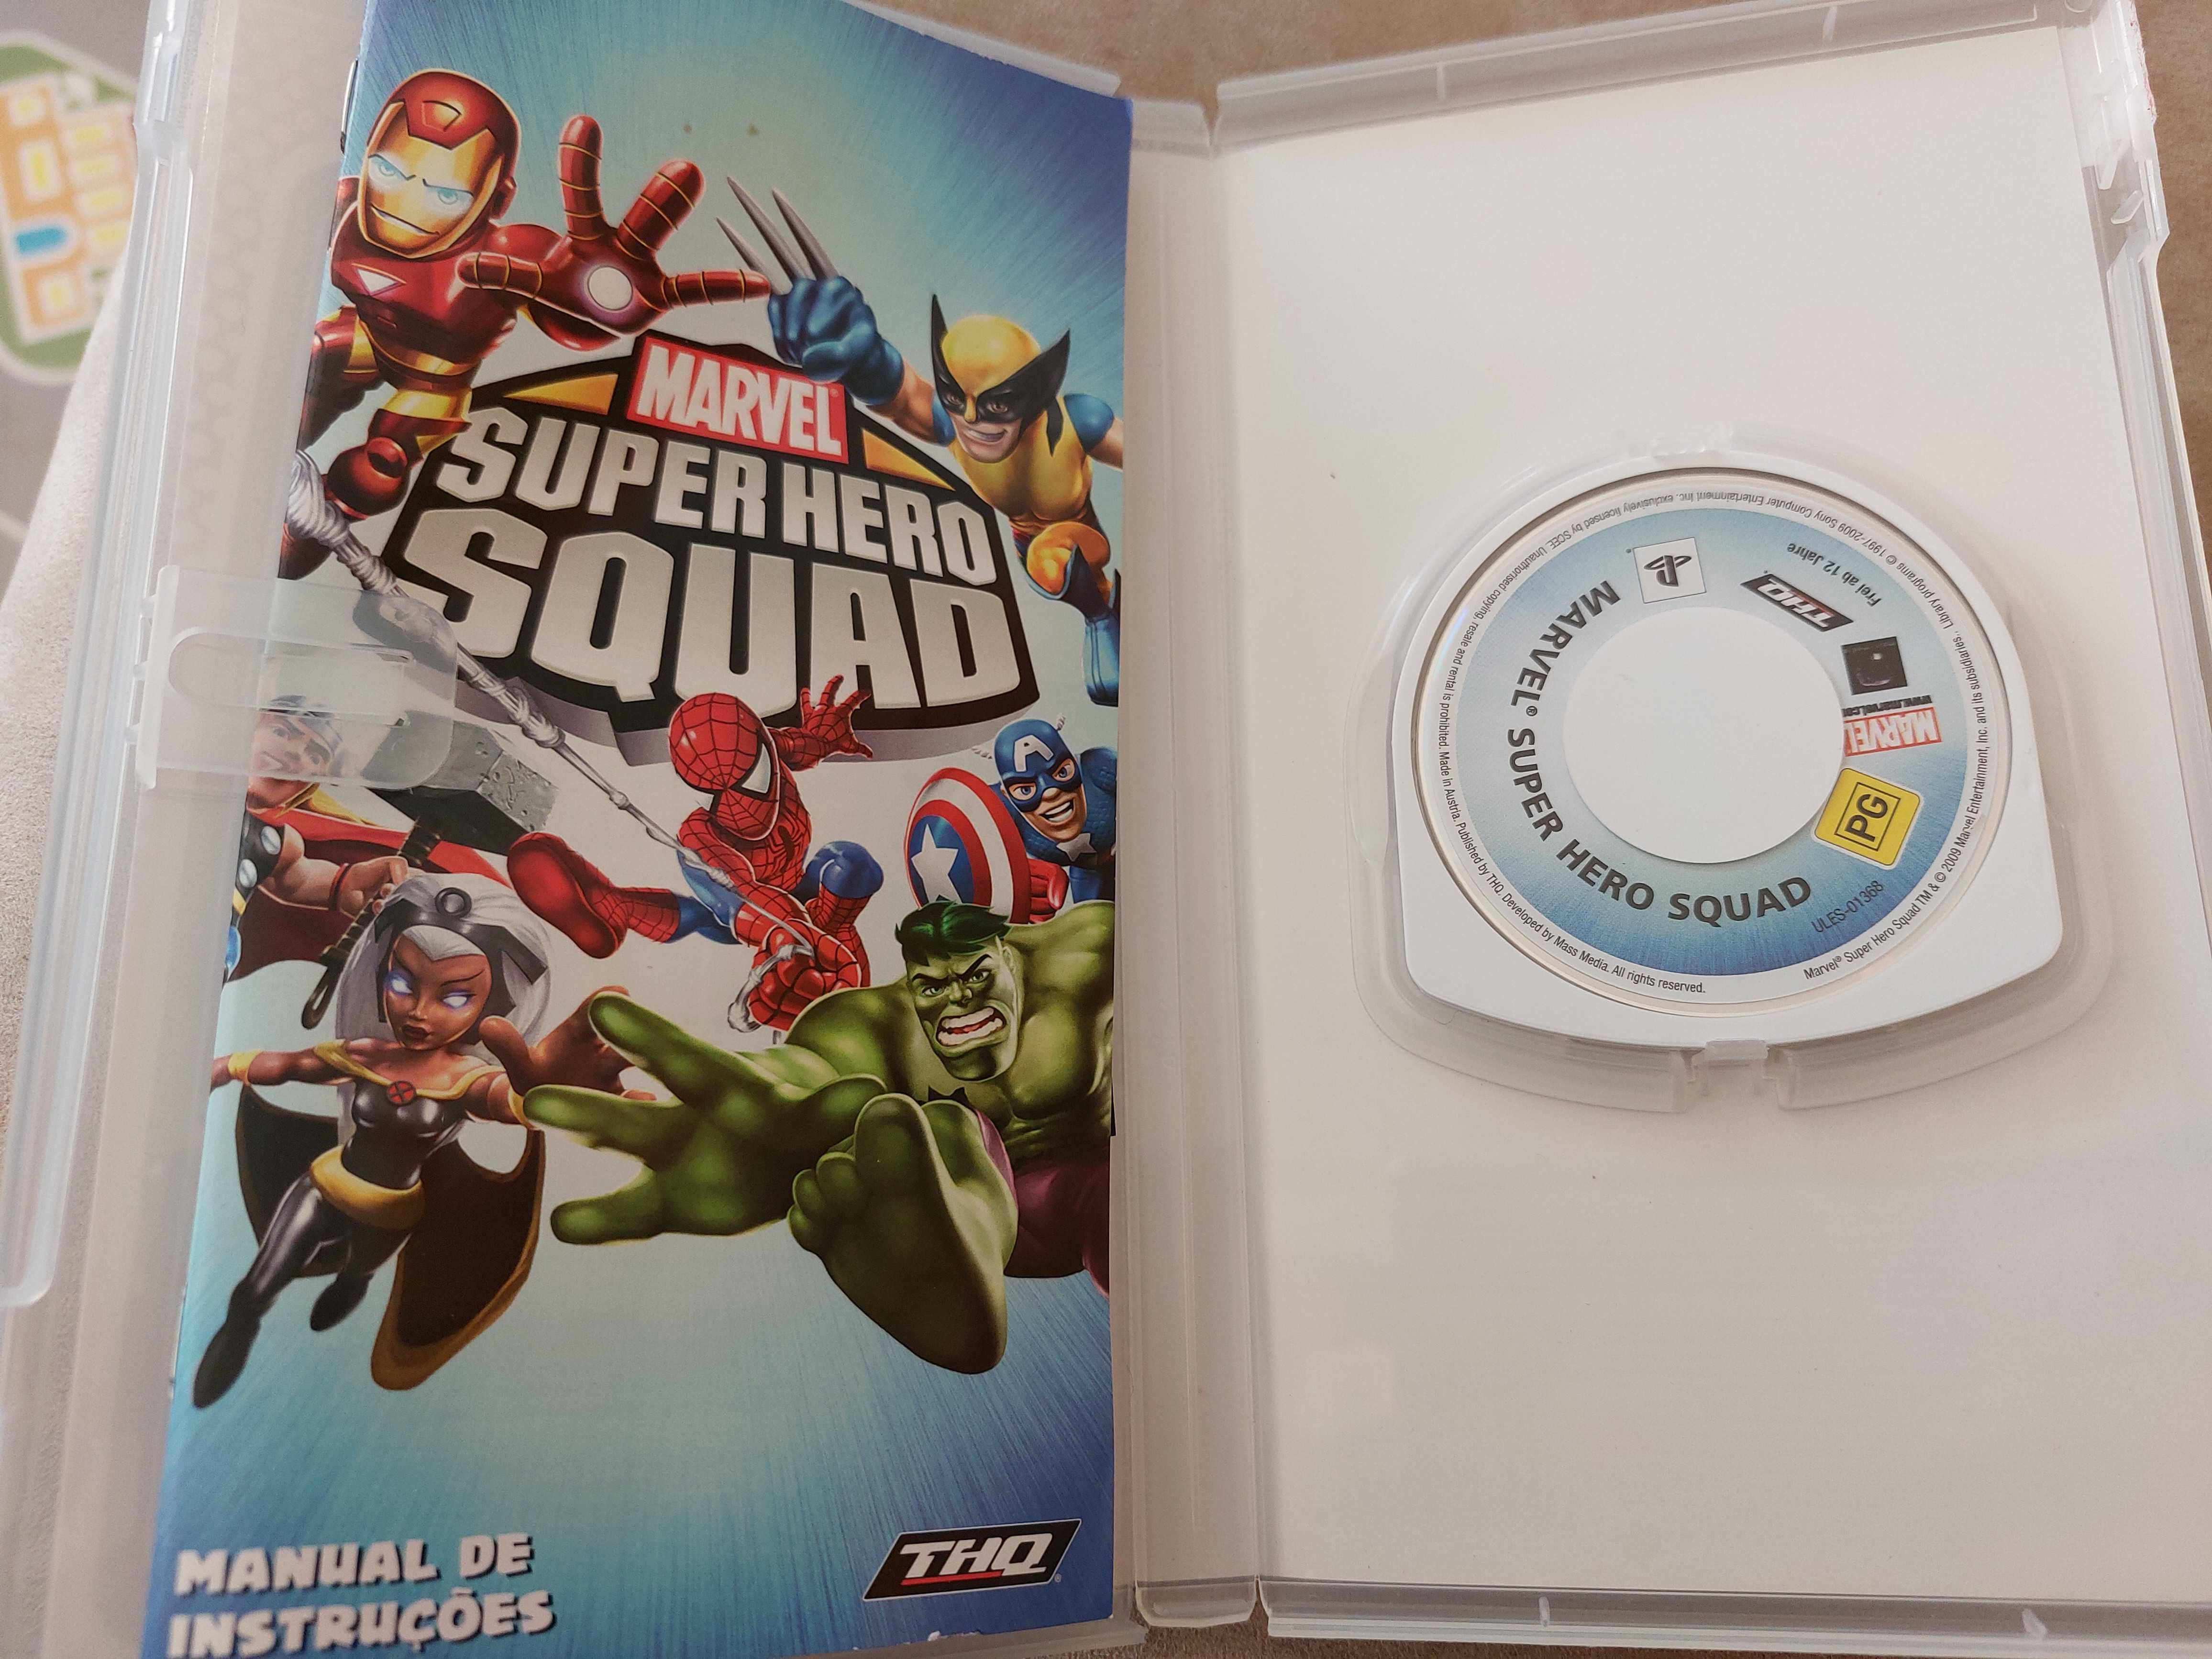 MARVEL
SUPER HERO
SQUAD
A
MANUAL DE
INSTRUÇÕES
THQ
MARVEL® SUPER HERO SQUAD
THQ
Frei ab 12 Jahre
MARVEL
www.marvel.com
PG
ULES-01368
Library programs © 1997-2009 Sony Computer Entertainment Inc. exclusively licensed by SCEE. Unauthorised copying, resale and rental is prohibited. Made in Austria. Published by THQ. Developed by Mass Media. All rights reserved.
Marvel® Super Hero Squad TM & © 2009 Marvel Entertainment, Inc. and its subsidiaries.